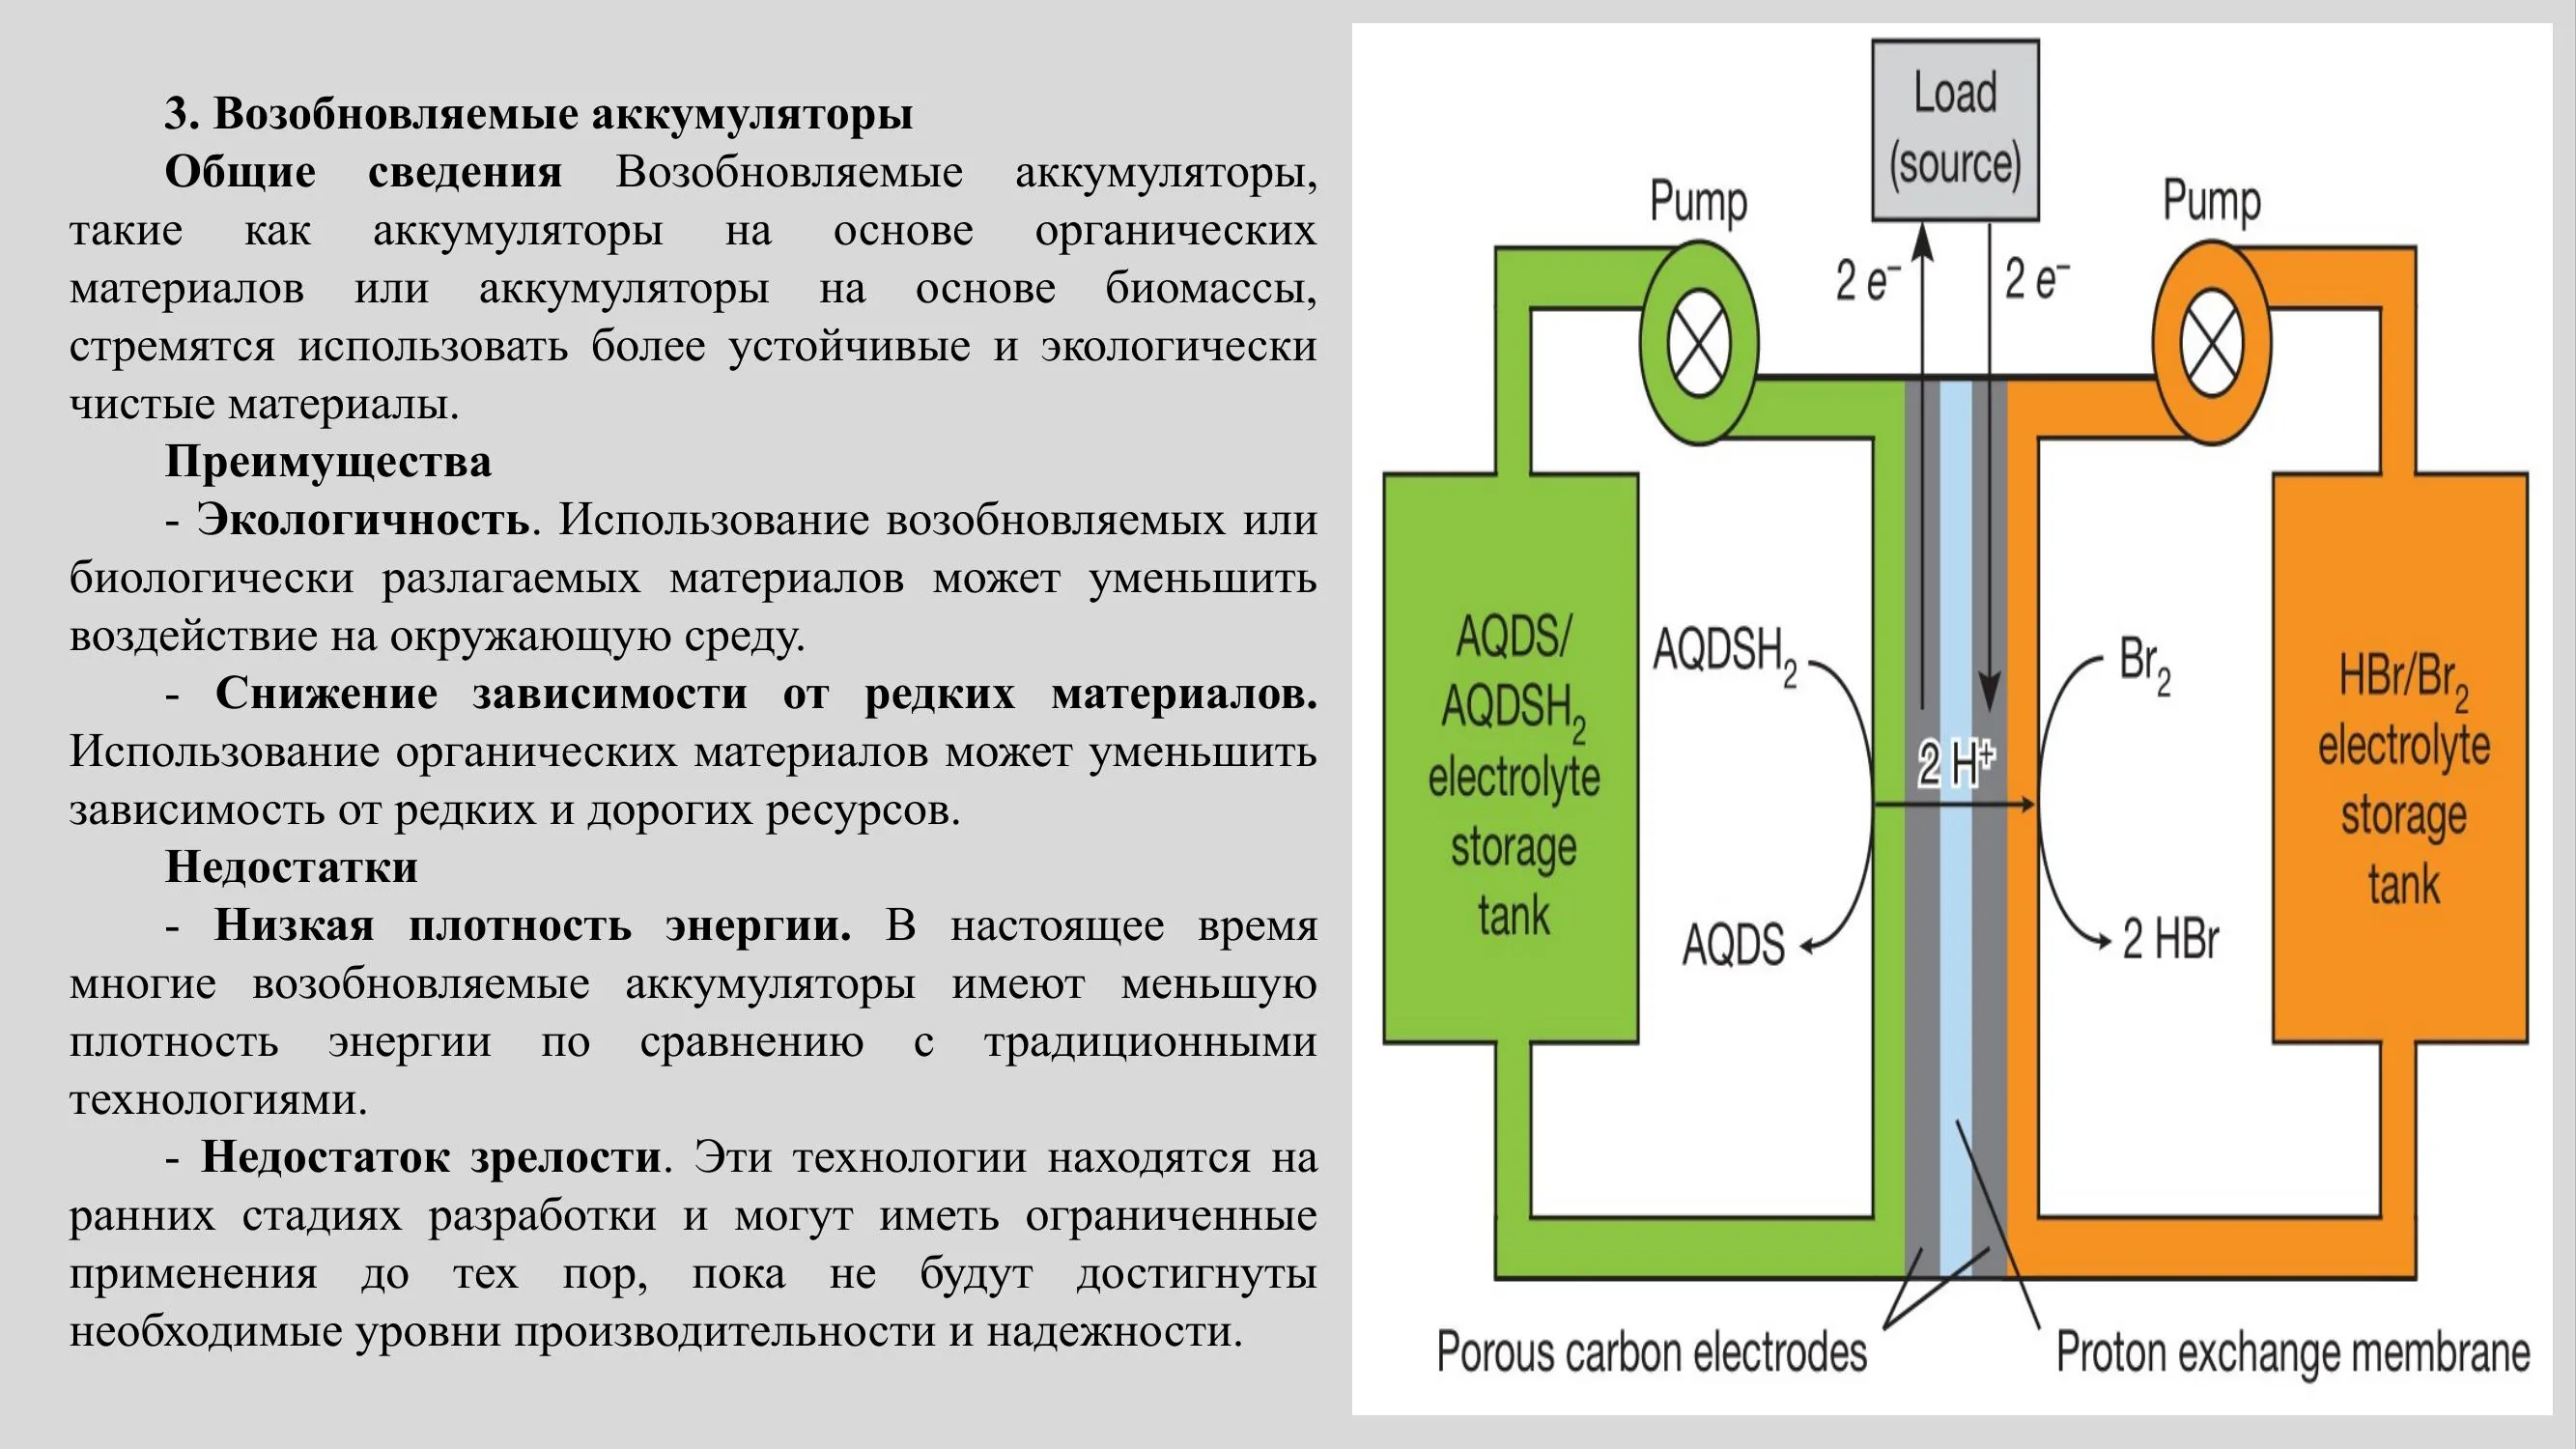 3. Возобновляемые аккумуляторы
Общие сведения Возобновляемые аккумуляторы,
такие как аккумуляторы на основе органических
материалов или аккумуляторы на основе биомассы,
стремятся использовать более устойчивые и экологически
чистые материалы.
Преимущества
- Экологичность. Использование возобновляемых или
биологически разлагаемых материалов может уменьшить
воздействие на окружающую среду.
- Снижение зависимости от редких материалов.
Использование органических материалов может уменьшить
зависимость от редких и дорогих ресурсов.
Недостатки
- Низкая плотность энергии. В настоящее время
многие возобновляемые аккумуляторы имеют меньшую
плотность энергии по сравнению с традиционными
технологиями.
- Недостаток зрелости. Эти технологии находятся на
ранних стадиях разработки и могут иметь ограниченные
применения до тех пор, пока не будут достигнуты
необходимые уровни производительности и надежности.
Load
(source)
Pump
Pump
2 e⁻
2 e⁻
AQDS/
AQDSH₂
electrolyte
storage
tank
AQDSH₂
AQDS
2 H⁺
Br₂
2 HBr
HBr/Br₂
electrolyte
storage
tank
Porous carbon electrodes
Proton exchange membrane